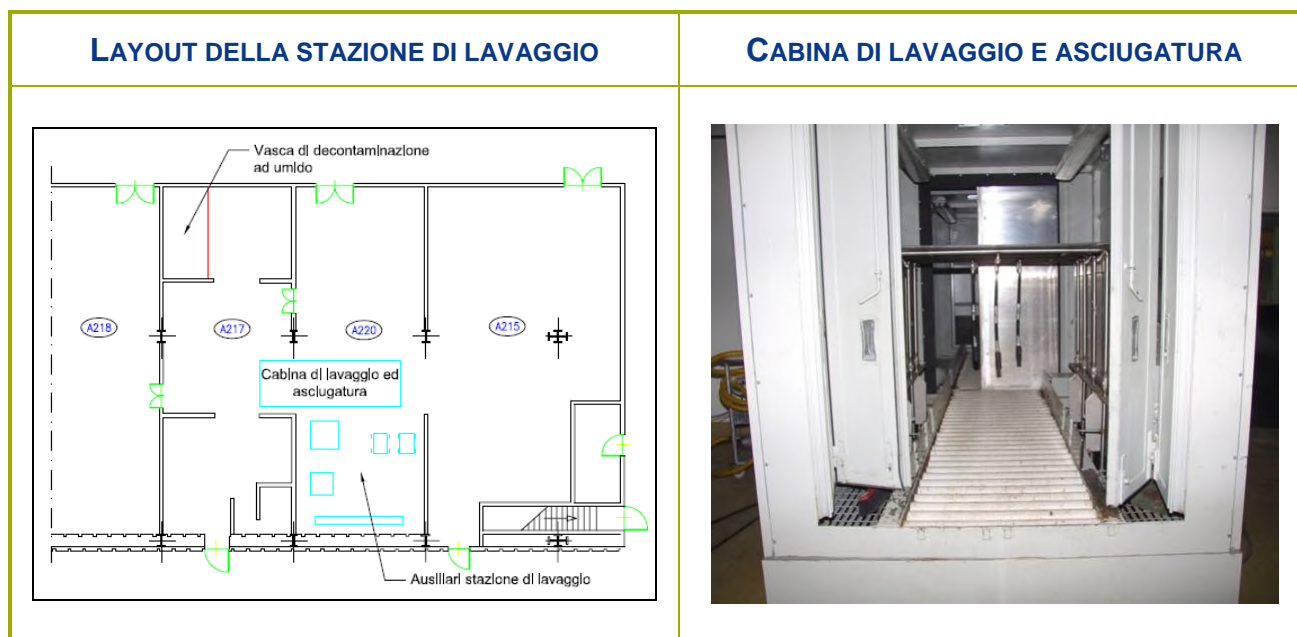 LAYOUT DELLA STAZIONE DI LAVAGGIO
CABINA DI LAVAGGIO E ASCIUGATURA
Vasca di decontaminazione
ad umido
A218
A217
A220
A215
Cabina di lavaggio ed
asciugatura
Ausiliari stazione di lavaggio